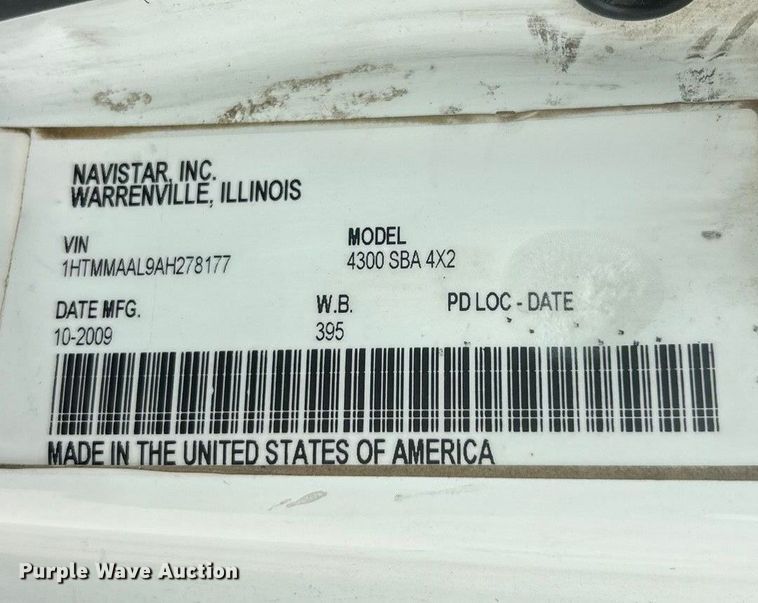 NAVISTAR, INC.
WARRENVILLE, ILLINOIS
VIN MODEL
1HTMMAAL9AH278177 4300 SBA 4X2
DATE MFG. W.B. PD LOC - DATE
10-2009 395
MADE IN THE UNITED STATES OF AMERICA
Purple Wave Auction